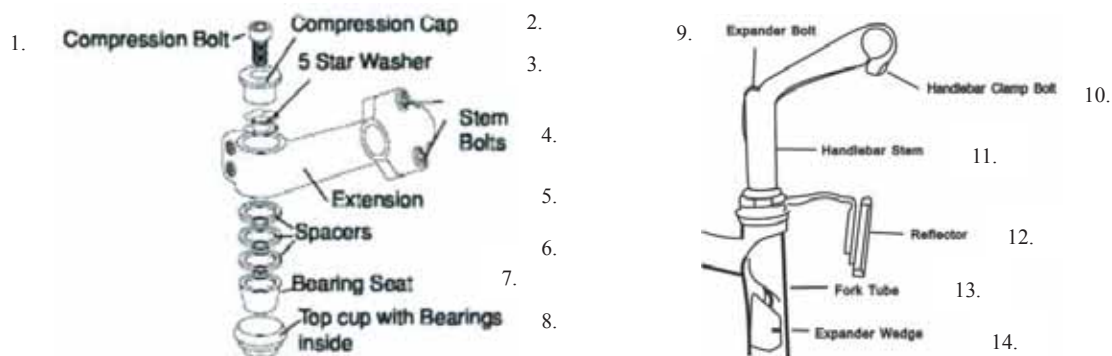 1.
Compression Bolt
Compression Cap
2.
5 Star Washer
3.
Stem
Bolts
4.
Extension
5.
Spacers
6.
Bearing Seat
7.
Top cup with Bearings
inside
8.
9.
Expander Bolt
Handlebar Clamp Bolt
10.
Handlebar Stem
11.
Reflector
12.
Fork Tube
13.
Expander Wedge
14.